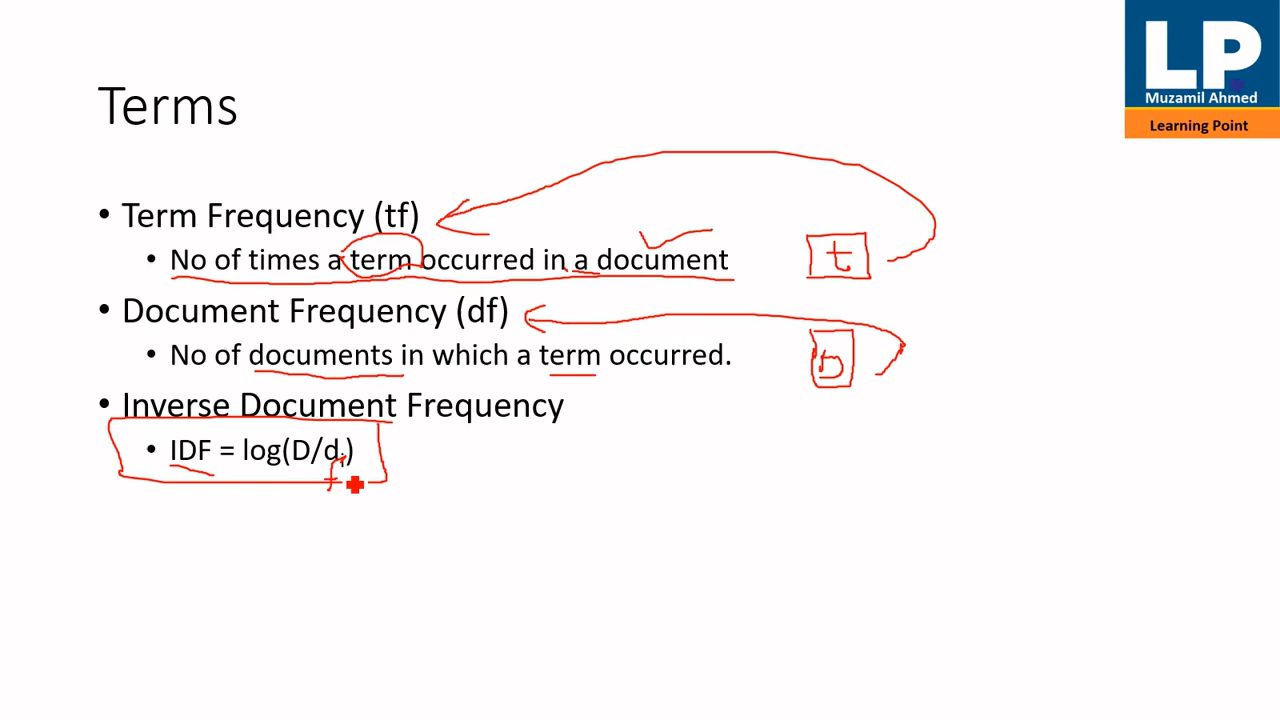 LP.
Muzamil Ahmed
Learning Point
Terms
• Term Frequency (tf)
• No of times a term occurred in a document
t
• Document Frequency (df)
• No of documents in which a term occurred.
D
• Inverse Document Frequency
• IDF = log(D/dᵢ)
f